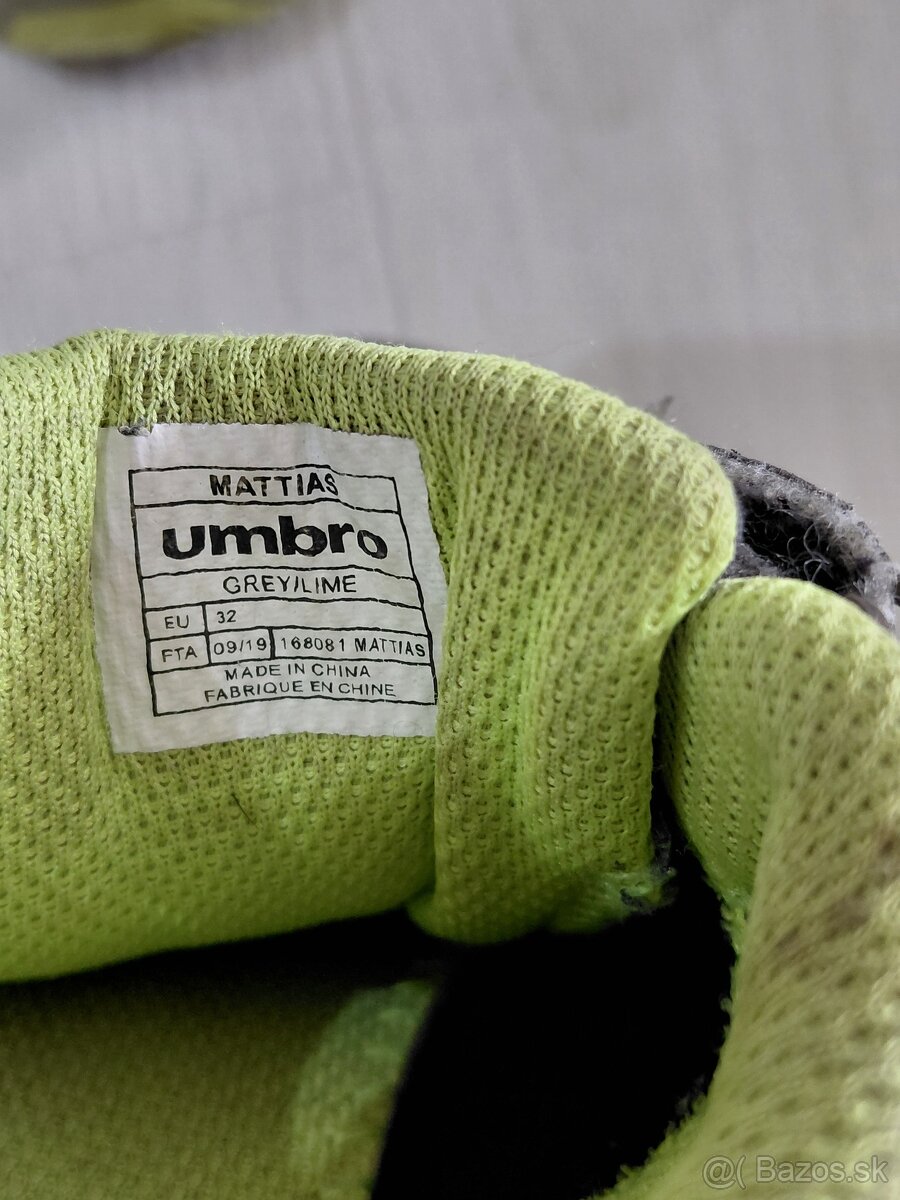 MATTIAS
umbro
GREY/LIME
EU 32
FTA 09/19 168081 MATTIAS
MADE IN CHINA
FABRIQUE EN CHINE
@( Bazos.sk